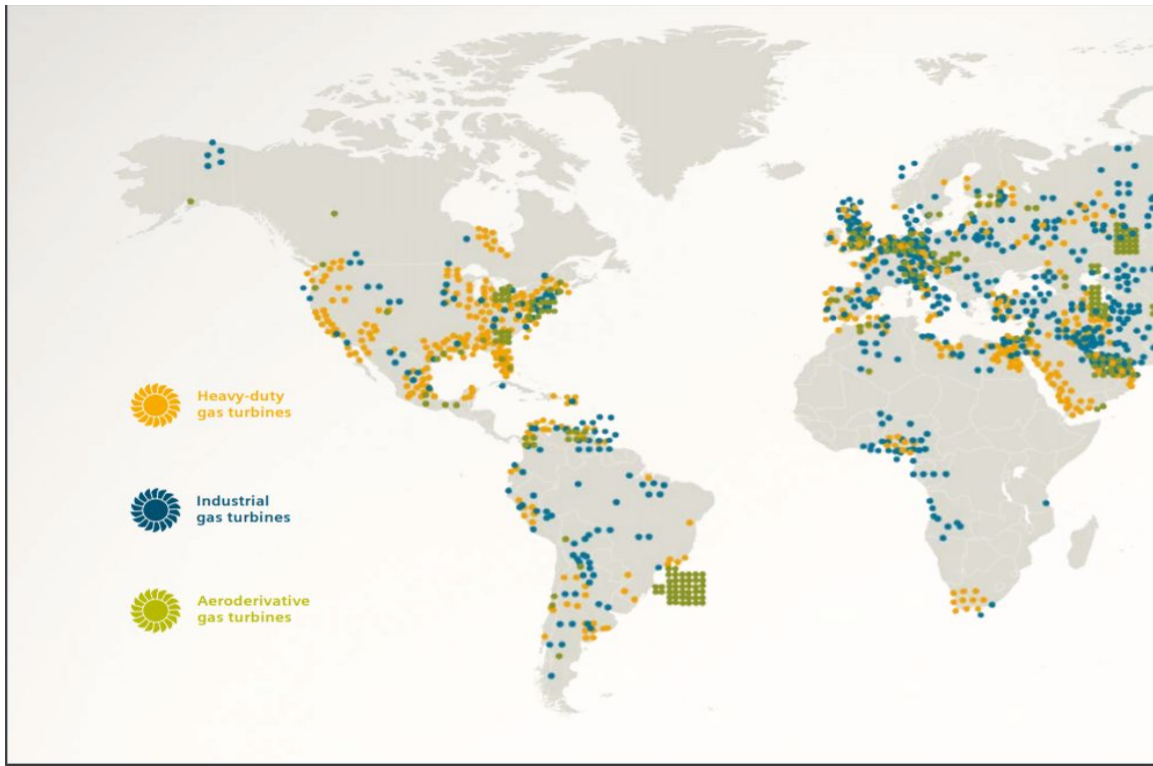 Heavy-duty
gas turbines
Industrial
gas turbines
Aeroderivative
gas turbines